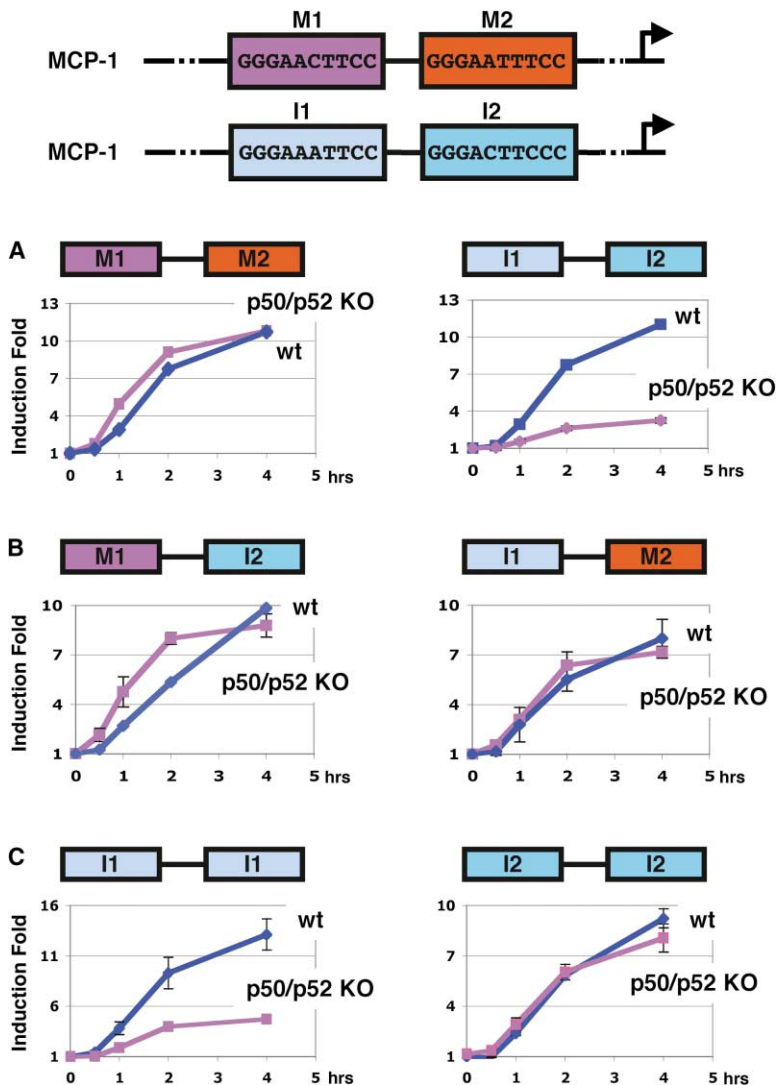 M1 M2
MCP-1 GGGAACTTCC GGGAATTTCC
I1 I2
MCP-1 GGGAAATTCC GGGACTTCCC
A M1 M2 I1 I2
Induction Fold
13
10
7
4
1
p50/p52 KO
wt
0 1 2 3 4 5 hrs
13
10
7
4
1
wt
p50/p52 KO
0 1 2 3 4 5 hrs
B M1 I2 I1 M2
Induction Fold
10
7
4
1
wt
p50/p52 KO
0 1 2 3 4 5 hrs
10
7
4
1
wt
p50/p52 KO
0 1 2 3 4 5 hrs
C I1 I1 I2 I2
Induction Fold
16
11
6
1
wt
p50/p52 KO
0 1 2 3 4 5 hrs
10
7
4
1
wt
p50/p52 KO
0 1 2 3 4 5 hrs